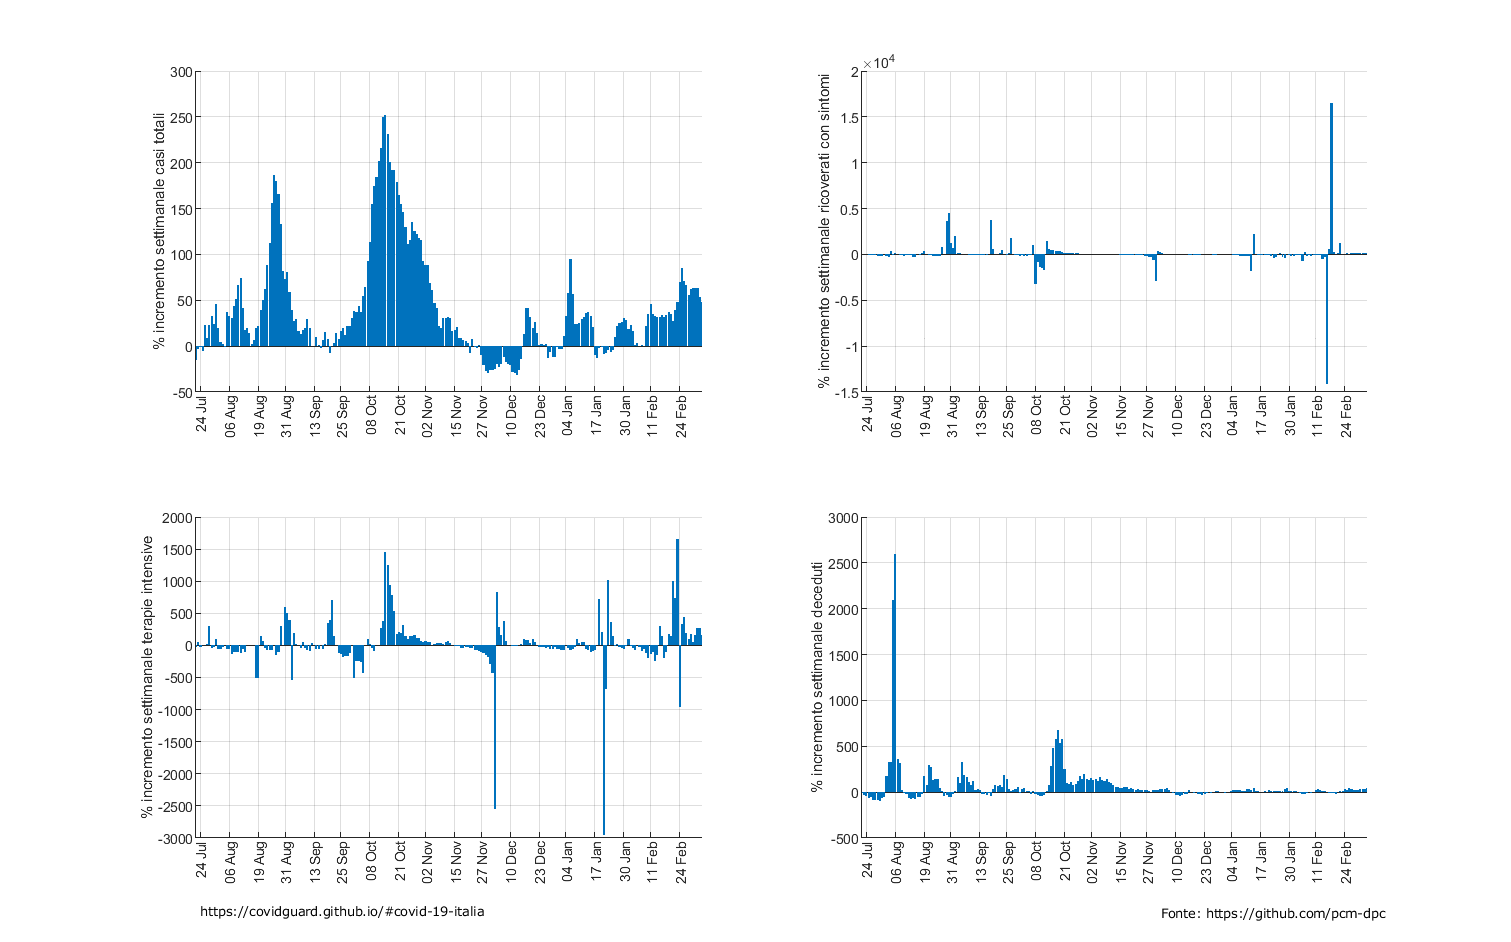 300
250
200
150
100
50
0
-50
% incremento settimanale casi totali
24 Jul
06 Aug
19 Aug
31 Aug
13 Sep
25 Sep
08 Oct
21 Oct
02 Nov
15 Nov
27 Nov
10 Dec
23 Dec
04 Jan
17 Jan
30 Jan
11 Feb
24 Feb
×10⁴
2
1.5
1
0.5
0
-0.5
-1
-1.5
% incremento settimanale ricoverati con sintomi
24 Jul
06 Aug
19 Aug
31 Aug
13 Sep
25 Sep
08 Oct
21 Oct
02 Nov
15 Nov
27 Nov
10 Dec
23 Dec
04 Jan
17 Jan
30 Jan
11 Feb
24 Feb
2000
1500
1000
500
0
-500
-1000
-1500
-2000
-2500
-3000
% incremento settimanale terapie intensive
24 Jul
06 Aug
19 Aug
31 Aug
13 Sep
25 Sep
08 Oct
21 Oct
02 Nov
15 Nov
27 Nov
10 Dec
23 Dec
04 Jan
17 Jan
30 Jan
11 Feb
24 Feb
3000
2500
2000
1500
1000
500
0
-500
% incremento settimanale deceduti
24 Jul
06 Aug
19 Aug
31 Aug
13 Sep
25 Sep
08 Oct
21 Oct
02 Nov
15 Nov
27 Nov
10 Dec
23 Dec
04 Jan
17 Jan
30 Jan
11 Feb
24 Feb
https://covidguard.github.io/#covid-19-italia
Fonte: https://github.com/pcm-dpc